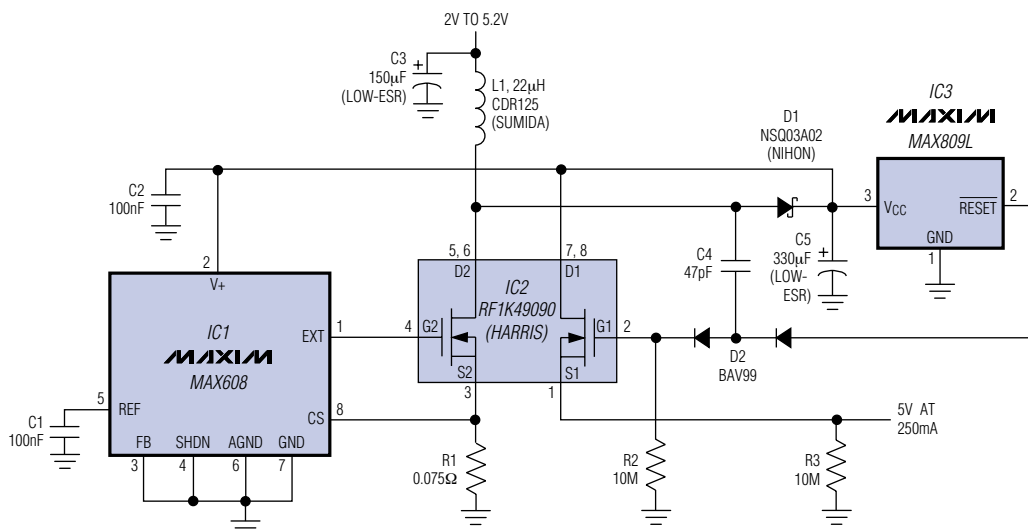 2V TO 5.2V
C3
150μF
(LOW-ESR)
+
L1, 22μH
CDR125
(SUMIDA)
D1
NSQ03A02
(NIHON)
IC3
MAXIM
MAX809L
3
VCC
RESET
2
GND
1
C2
100nF
2
V+
IC1
MAXIM
MAX608
EXT
1
5
REF
CS
8
C1
100nF
FB
SHDN
AGND
GND
3
4
6
7
5, 6
7, 8
D2
D1
IC2
RF1K49090
(HARRIS)
4
G2
G1
2
S2
S1
3
1
C4
47pF
C5
330μF
(LOW-
ESR)
+
D2
BAV99
5V AT
250mA
R1
0.075Ω
R2
10M
R3
10M